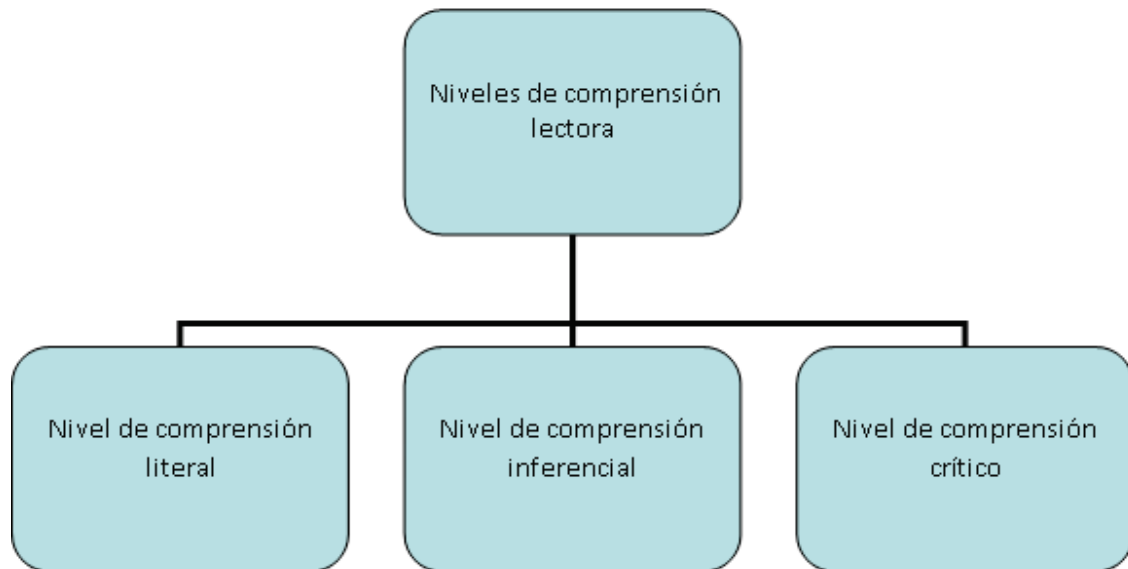 Niveles de comprensión
lectora
Nivel de comprensión
literal
Nivel de comprensión
inferencial
Nivel de comprensión
crítico